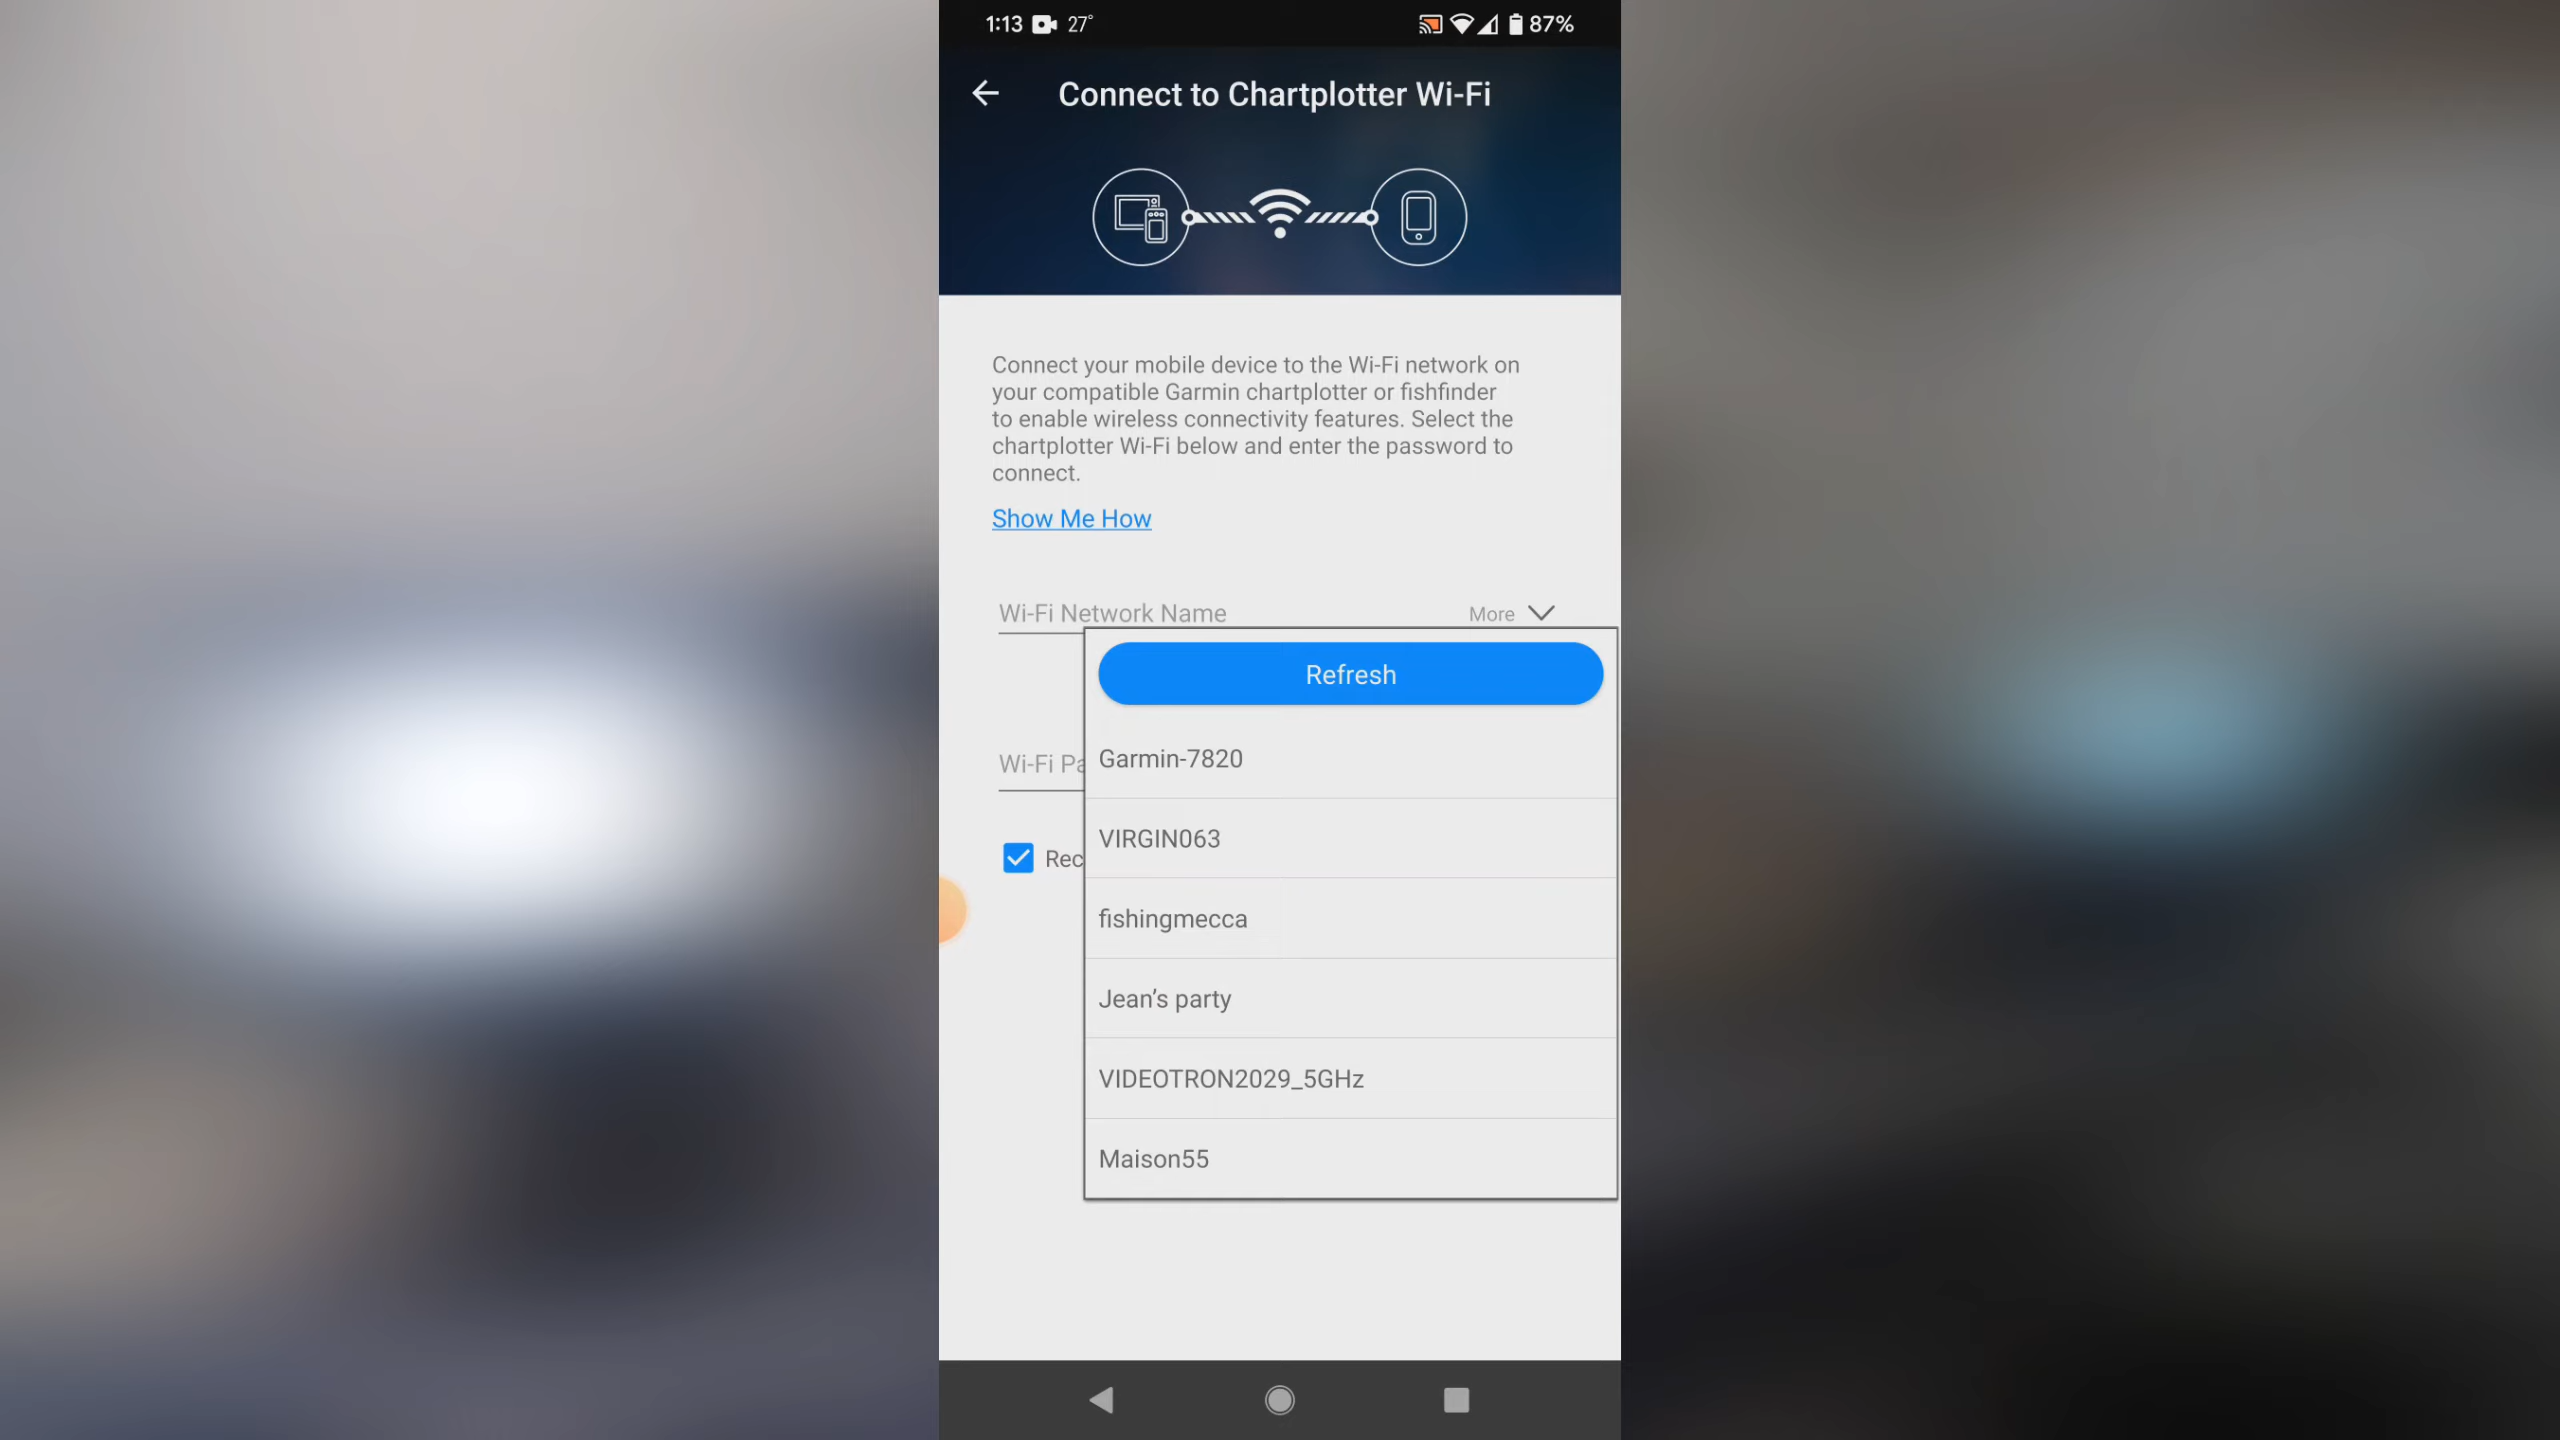 1:13 27° 87%
Connect to Chartplotter Wi-Fi
Connect your mobile device to the Wi-Fi network on
your compatible Garmin chartplotter or fishfinder
to enable wireless connectivity features. Select the
chartplotter Wi-Fi below and enter the password to
connect.
Show Me How
Wi-Fi Network Name More
Refresh
Garmin-7820
Wi-Fi
VIRGIN063
fishingmecca
Jean’s party
VIDEOTRON2029_5GHz
Maison55